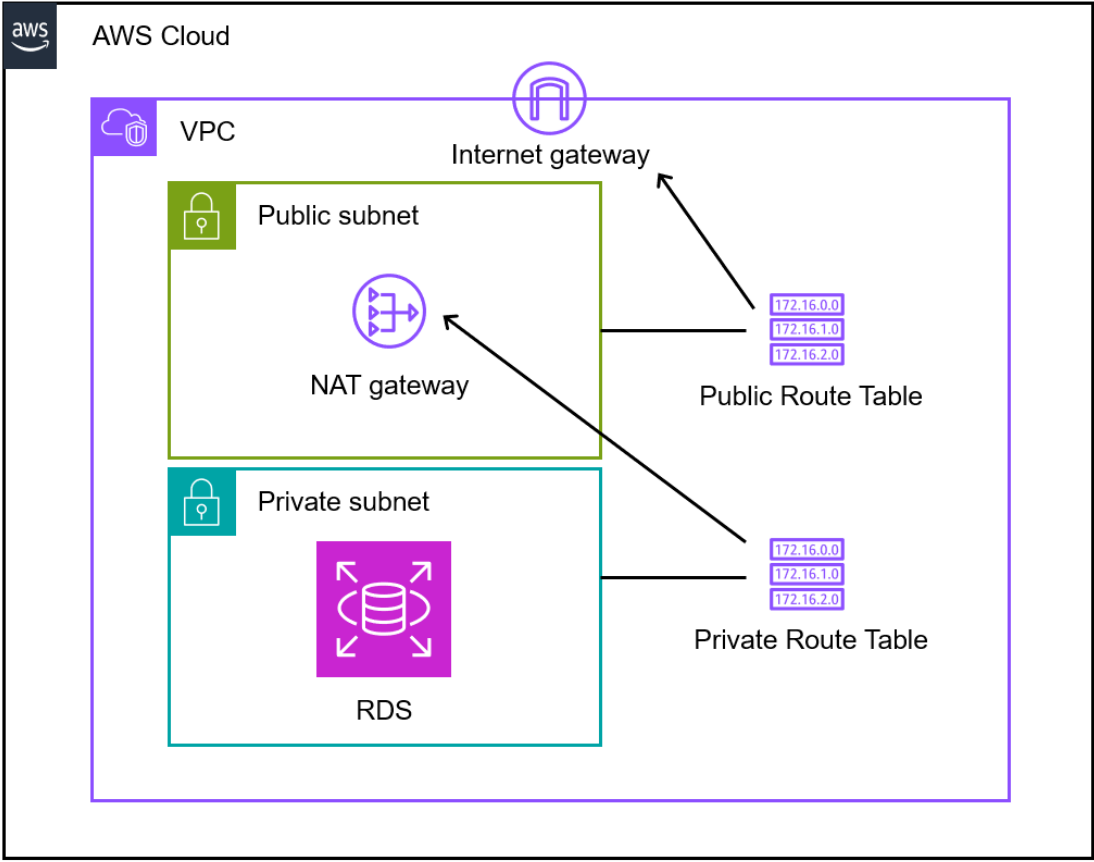 aws
AWS Cloud
VPC
Internet gateway
Public subnet
NAT gateway
172.16.0.0
172.16.1.0
172.16.2.0
Public Route Table
Private subnet
RDS
172.16.0.0
172.16.1.0
172.16.2.0
Private Route Table